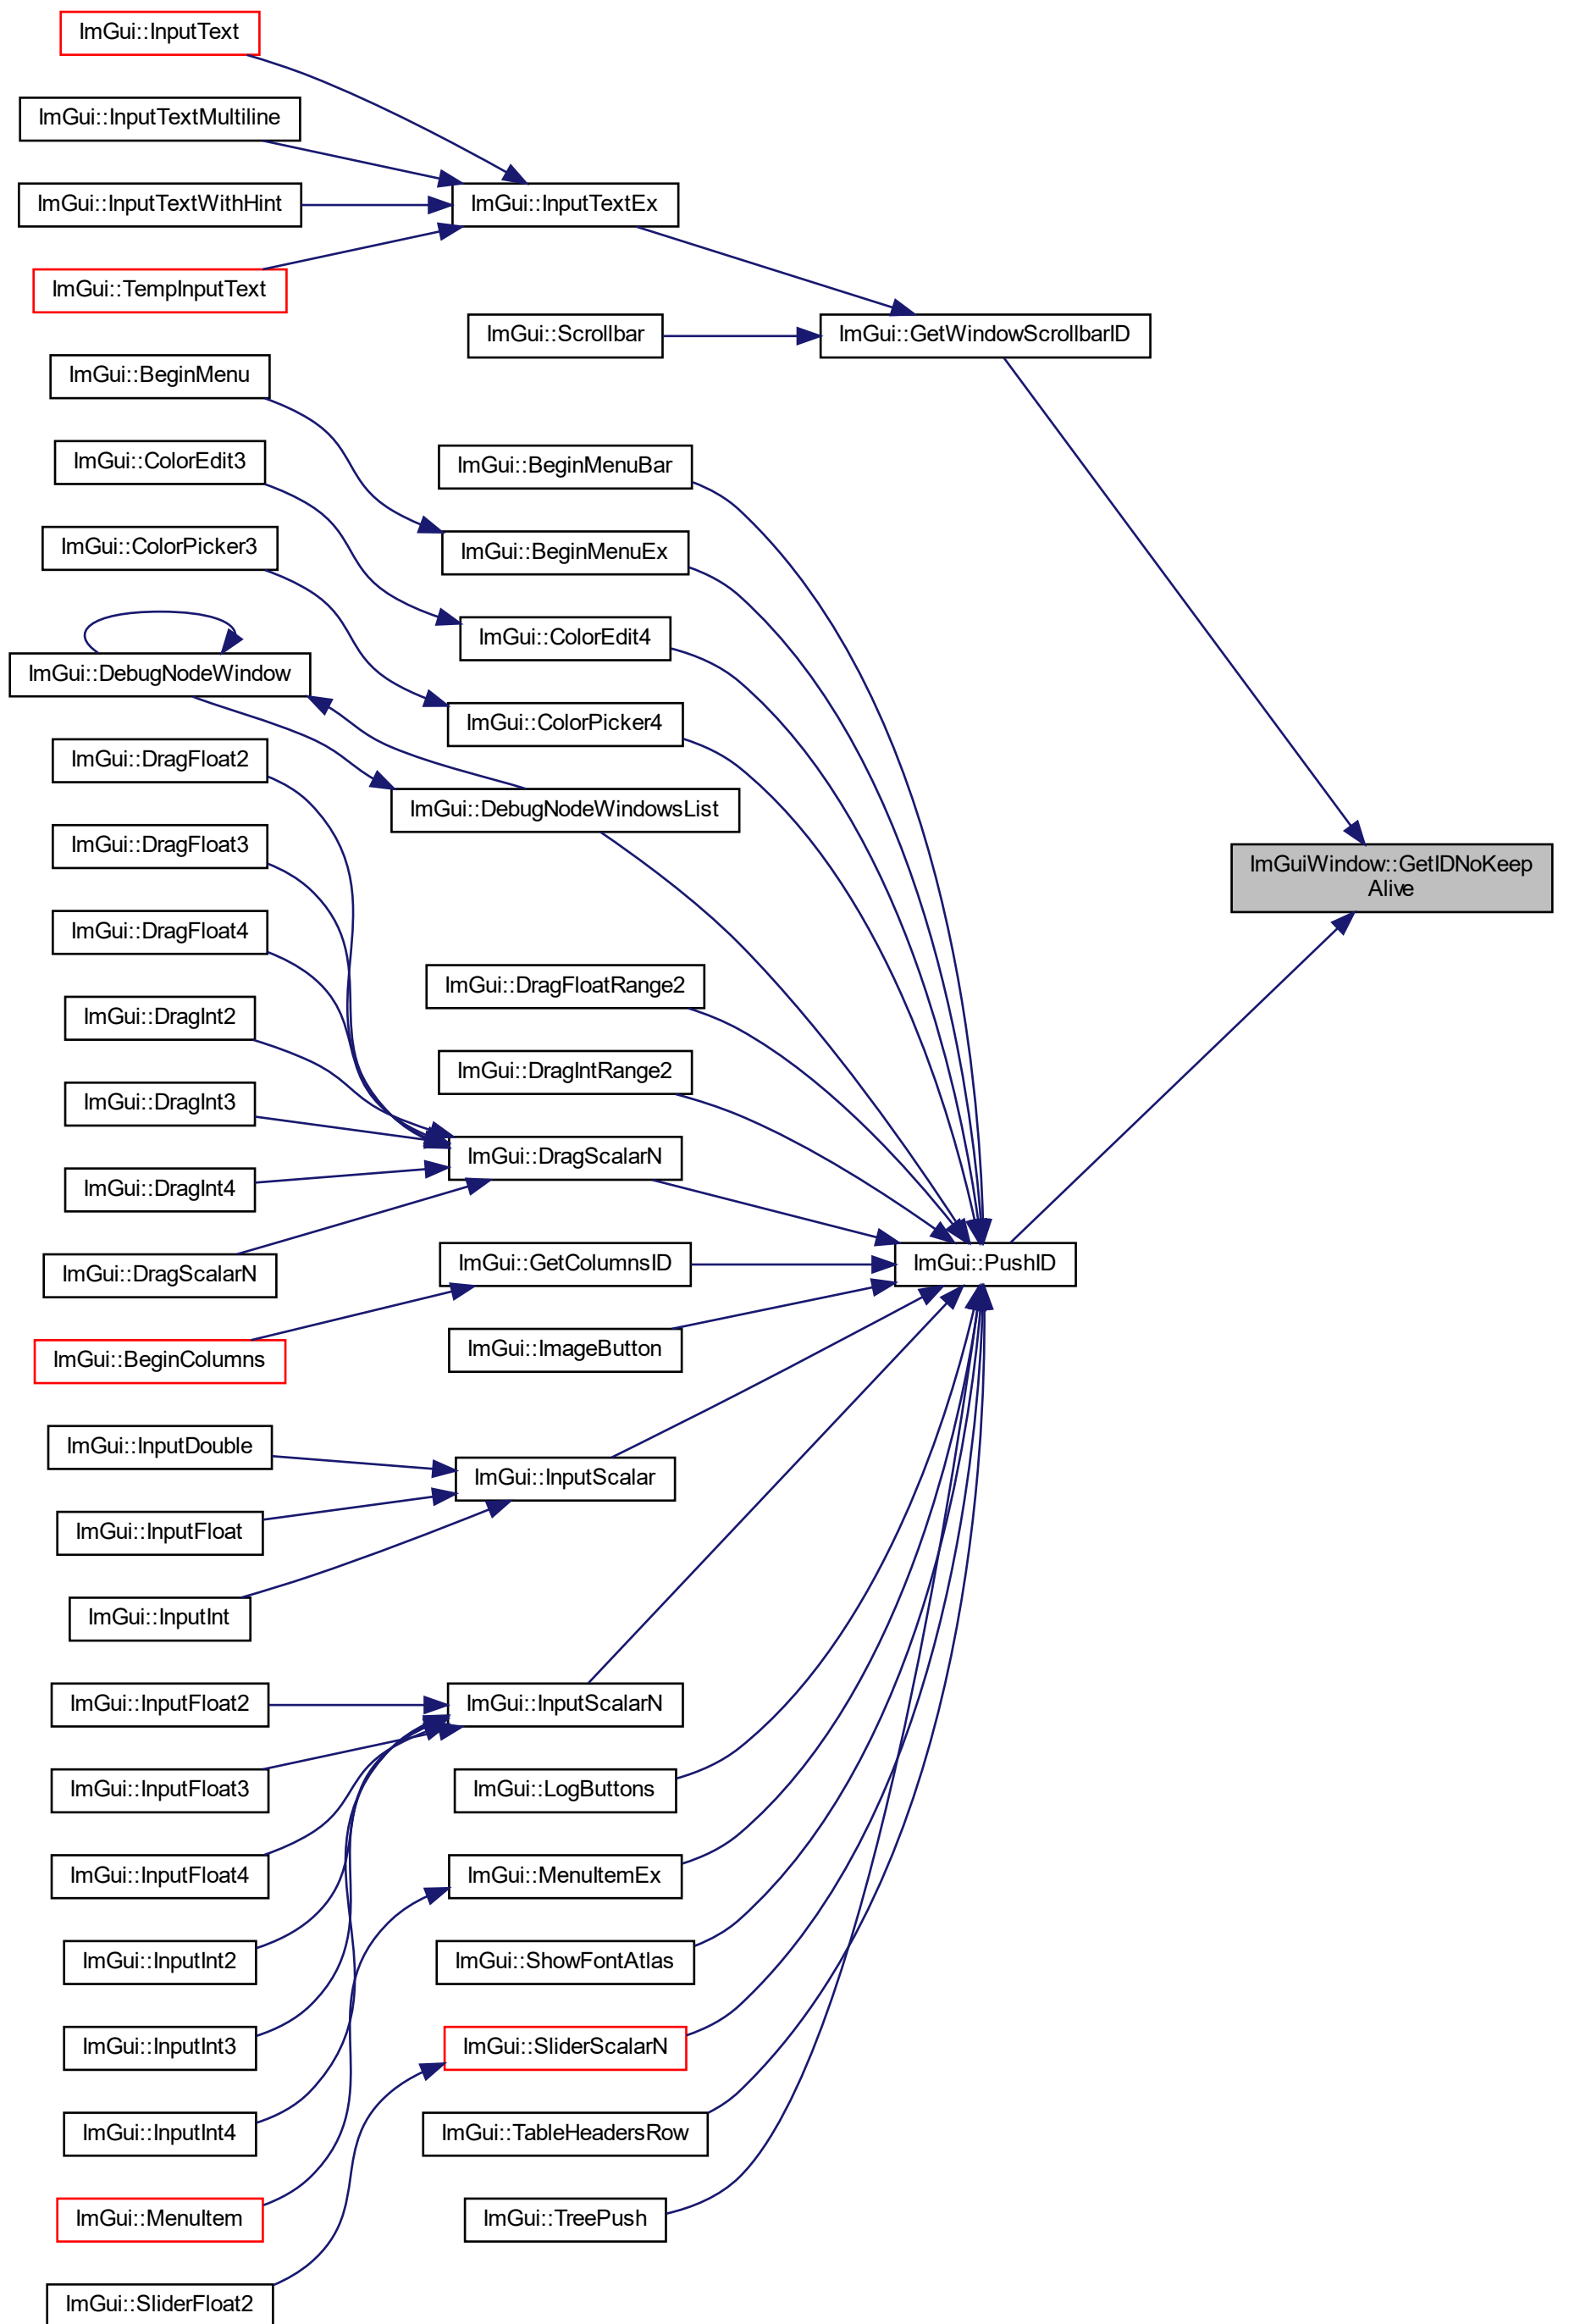 ImGui::InputText
ImGui::InputTextMultiline
ImGui::InputTextWithHint
ImGui::TempInputText
ImGui::BeginMenu
ImGui::ColorEdit3
ImGui::ColorPicker3
ImGui::DebugNodeWindow
ImGui::DragFloat2
ImGui::DragFloat3
ImGui::DragFloat4
ImGui::DragInt2
ImGui::DragInt3
ImGui::DragInt4
ImGui::DragScalarN
ImGui::BeginColumns
ImGui::InputDouble
ImGui::InputFloat
ImGui::InputInt
ImGui::InputFloat2
ImGui::InputFloat3
ImGui::InputFloat4
ImGui::InputInt2
ImGui::InputInt3
ImGui::InputInt4
ImGui::MenuItem
ImGui::SliderFloat2
ImGui::InputTextEx
ImGui::Scrollbar
ImGui::BeginMenuBar
ImGui::BeginMenuEx
ImGui::ColorEdit4
ImGui::ColorPicker4
ImGui::DebugNodeWindowsList
ImGui::DragFloatRange2
ImGui::DragIntRange2
ImGui::DragScalarN
ImGui::GetColumnsID
ImGui::ImageButton
ImGui::InputScalar
ImGui::InputScalarN
ImGui::LogButtons
ImGui::MenuItemEx
ImGui::ShowFontAtlas
ImGui::SliderScalarN
ImGui::TableHeadersRow
ImGui::TreePush
ImGui::GetWindowScrollbarID
ImGui::PushID
ImGuiWindow::GetIDNoKeep
Alive